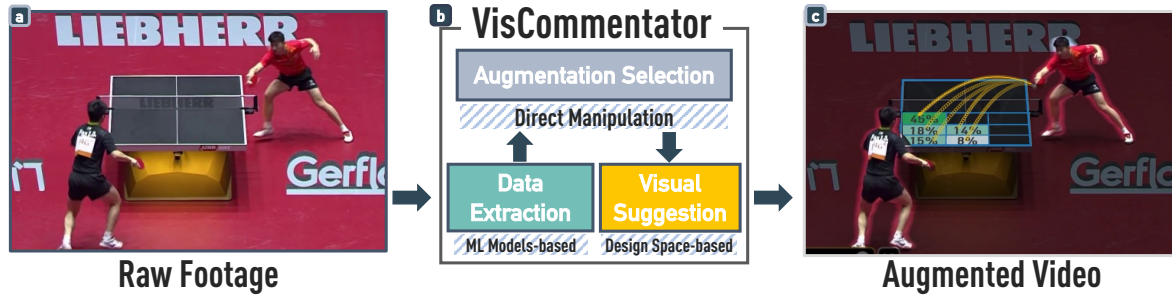 a
LIEBHERR
LIEBHERR
Gerflo
Raw Footage
b
VisCommentator
Augmentation Selection
Direct Manipulation
Data
Extraction
Visual
Suggestion
ML Models-based
Design Space-based
c
LIEBHERR
45%
18% 14%
15% 8%
Gerflo
Augmented Video